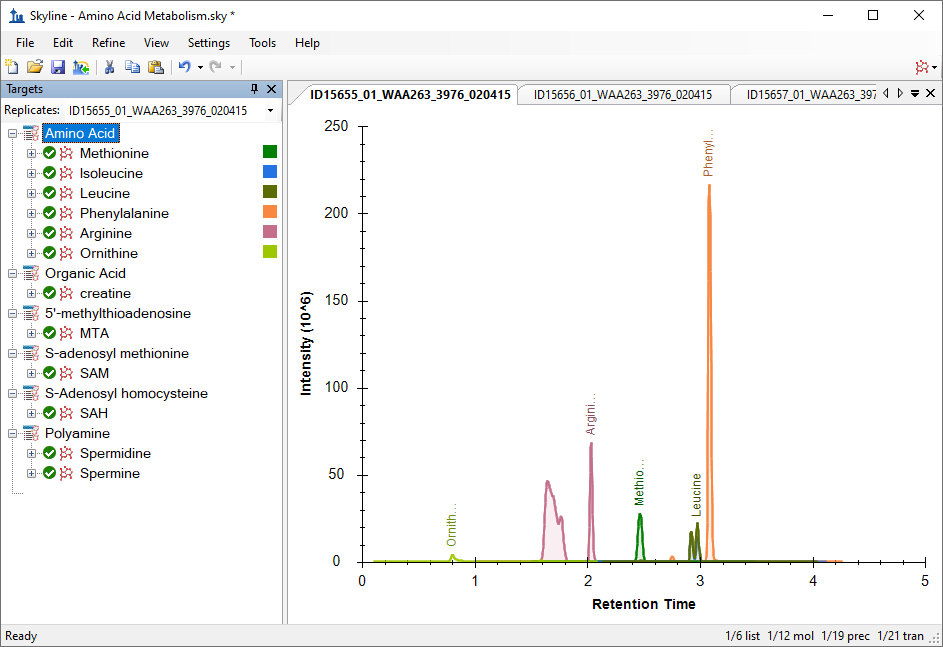 Skyline - Amino Acid Metabolism.sky *
File Edit Refine View Settings Tools Help
Targets
Replicates: ID15655_01_WAA263_3976_020415
Amino Acid
Methionine
Isoleucine
Leucine
Phenylalanine
Arginine
Ornithine
Organic Acid
creatine
5'-methylthioadenosine
MTA
S-adenosyl methionine
SAM
S-Adenosyl homocysteine
SAH
Polyamine
Spermidine
Spermine
ID15655_01_WAA263_3976_020415 ID15656_01_WAA263_3976_020415 ID15657_01_WAA263_397
250
200
150
100
50
0
Intensity (10^6)
Ornith...
Argini...
Methio...
Leucine
Phenyl...
0 1 2 3 4 5
Retention Time
Ready 1/6 list 1/12 mol 1/19 prec 1/21 tran